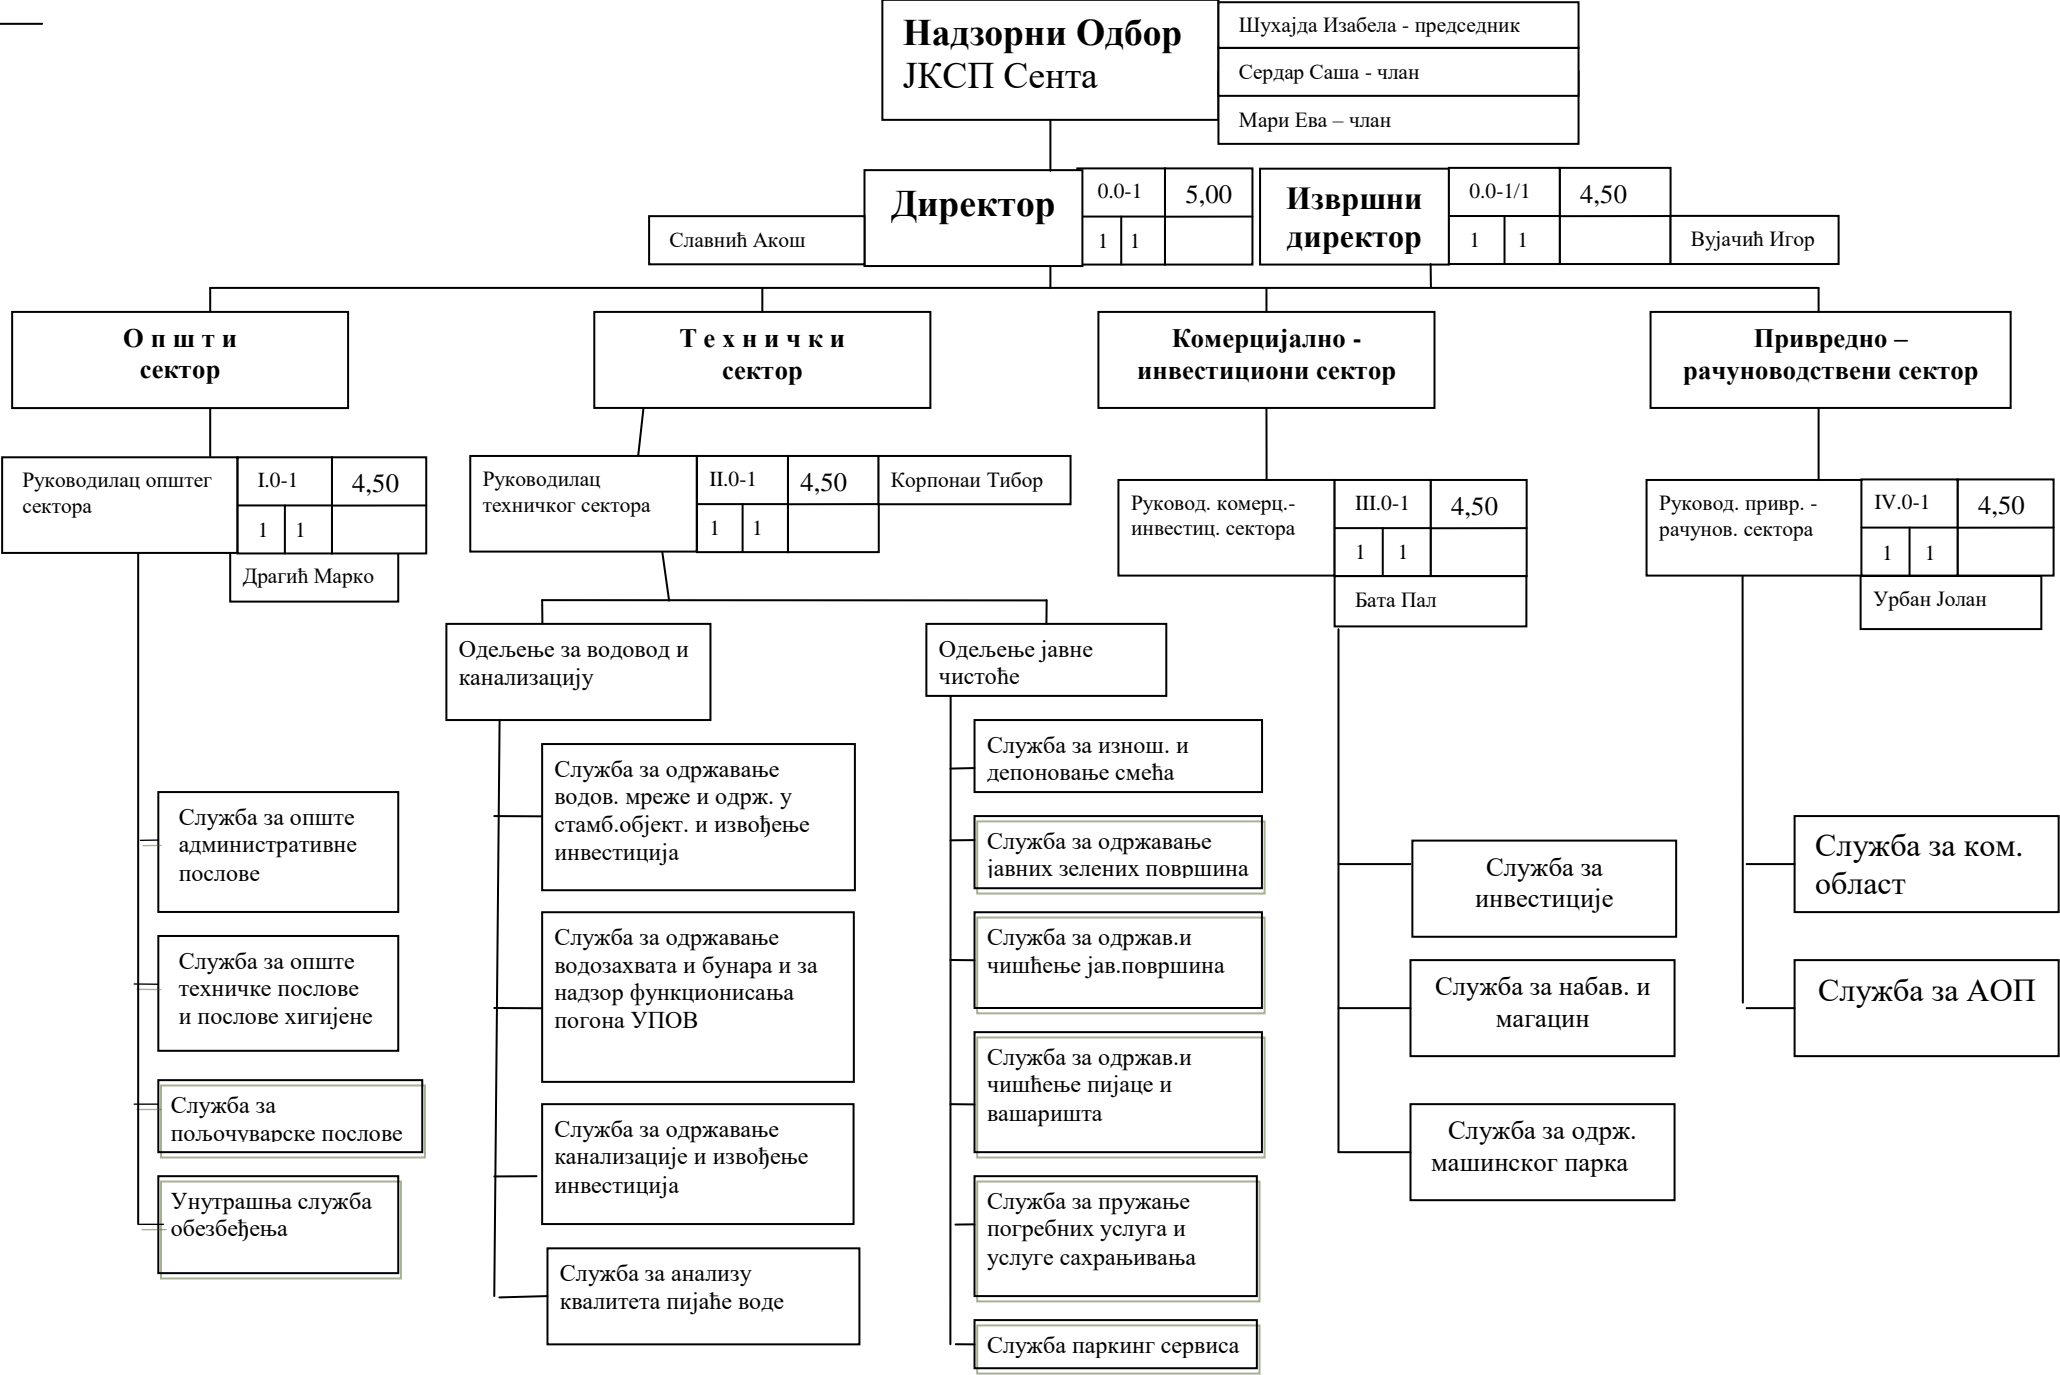 Надзорни Одбор
ЈКСП Сента
Шухајда Изабела - председник
Сердар Саша - члан
Мари Ева – члан
Славнић Акош
Директор
0.0-1
5,00
1 1
Извршни
директор
0.0-1/1
4,50
1 1
Вујачић Игор
О п ш т и
сектор
Т е х н и ч к и
сектор
Комерцијално -
инвестициони сектор
Привредно –
рачуноводствени сектор
Руководилац општег
сектора
I.0-1
4,50
1 1
Драгић Марко
Руководилац
техничког сектора
II.0-1
4,50
1 1
Корпонаи Тибор
Руковод. комерц.-
инвестиц. сектора
III.0-1
4,50
1 1
Бата Пал
Руковод. привр. -
рачунов. сектора
IV.0-1
4,50
1 1
Урбан Јолан
Служба за опште
административне
послове
Служба за опште
техничке послове
и послове хигијене
Служба за
пољочуварске послове
Унутрашња служба
обезбеђења
Одељење за водовод и
канализацију
Служба за одржавање
водов. мреже и одрж. у
стамб.објект. и извођење
инвестиција
Служба за одржавање
водозахвата и бунара и за
надзор функционисања
погона УПОВ
Служба за одржавање
канализације и извођење
инвестиција
Служба за анализу
квалитета пијаће воде
Одељење јавне
чистоће
Служба за износ. и
депоновање смећа
Служба за одржавање
јавних зелених површина
Служба за одржав.и
чишћење јав.површина
Служба за одржав.и
чишћење пијаце и
вашаришта
Служба за пружање
погребних услуга и
услуге сахрањивања
Служба паркинг сервиса
Служба за
инвестиције
Служба за набав. и
магацин
Служба за одрж.
машинског парка
Служба за ком.
област
Служба за АОП